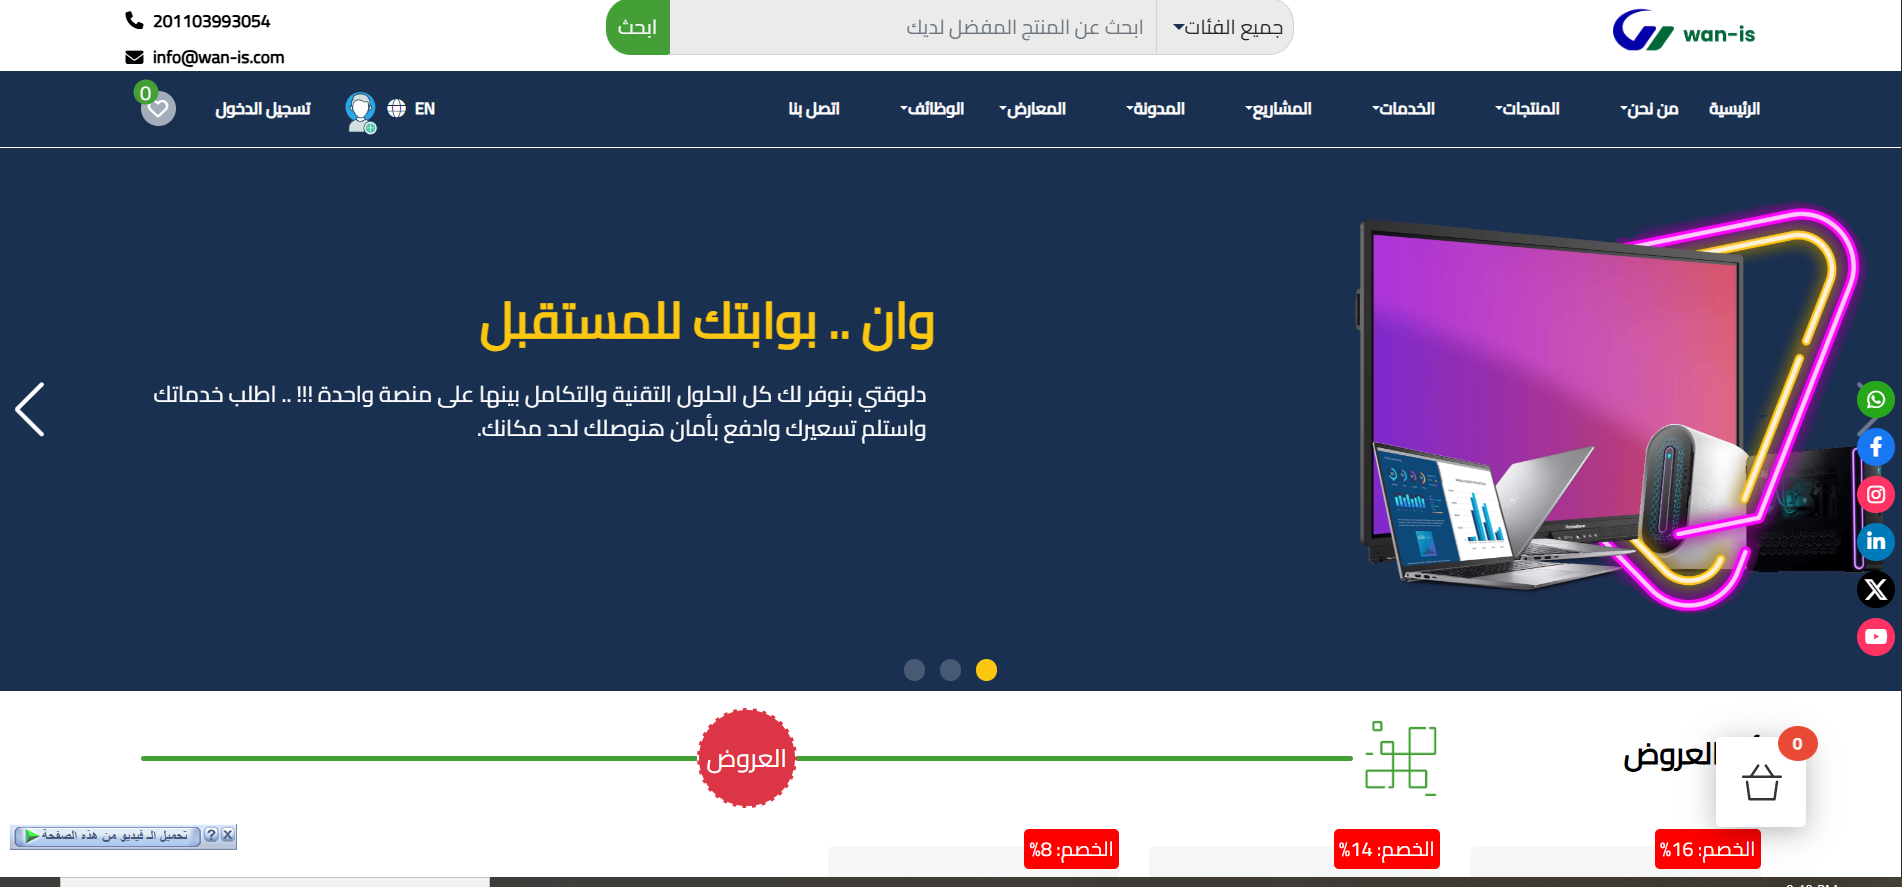 wan-is
جميع الفئات
ابحث عن المنتج المفضل لديك
ابحث
201103993054
info@wan-is.com
الرئيسية
من نحن
المنتجات
الخدمات
المشاريع
المدونة
المعارض
الوظائف
اتصل بنا
EN
تسجيل الدخول
0
وان .. بوابتك للمستقبل
دلوقتي بنوفر لك كل الحلول التقنية والتكامل بينها على منصة واحدة !!! .. اطلب خدماتك
واستلم تسعيرك وادفع بأمان هنوصلك لحد مكانك.
العروض
العروض
0
الخصم: 16%
الخصم: 14%
الخصم: 8%
تحميل الـ فيديو من هذه الصفحة